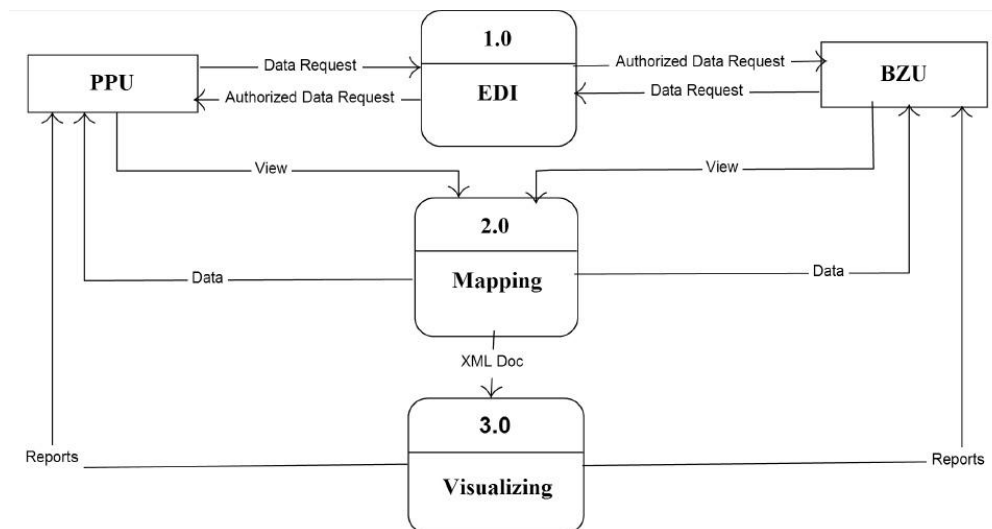 1.0
Data Request
Authorized Data Request
PPU
EDI
BZU
Authorized Data Request
Data Request
View
View
2.0
Data
Mapping
Data
XML Doc
3.0
Reports
Reports
Visualizing